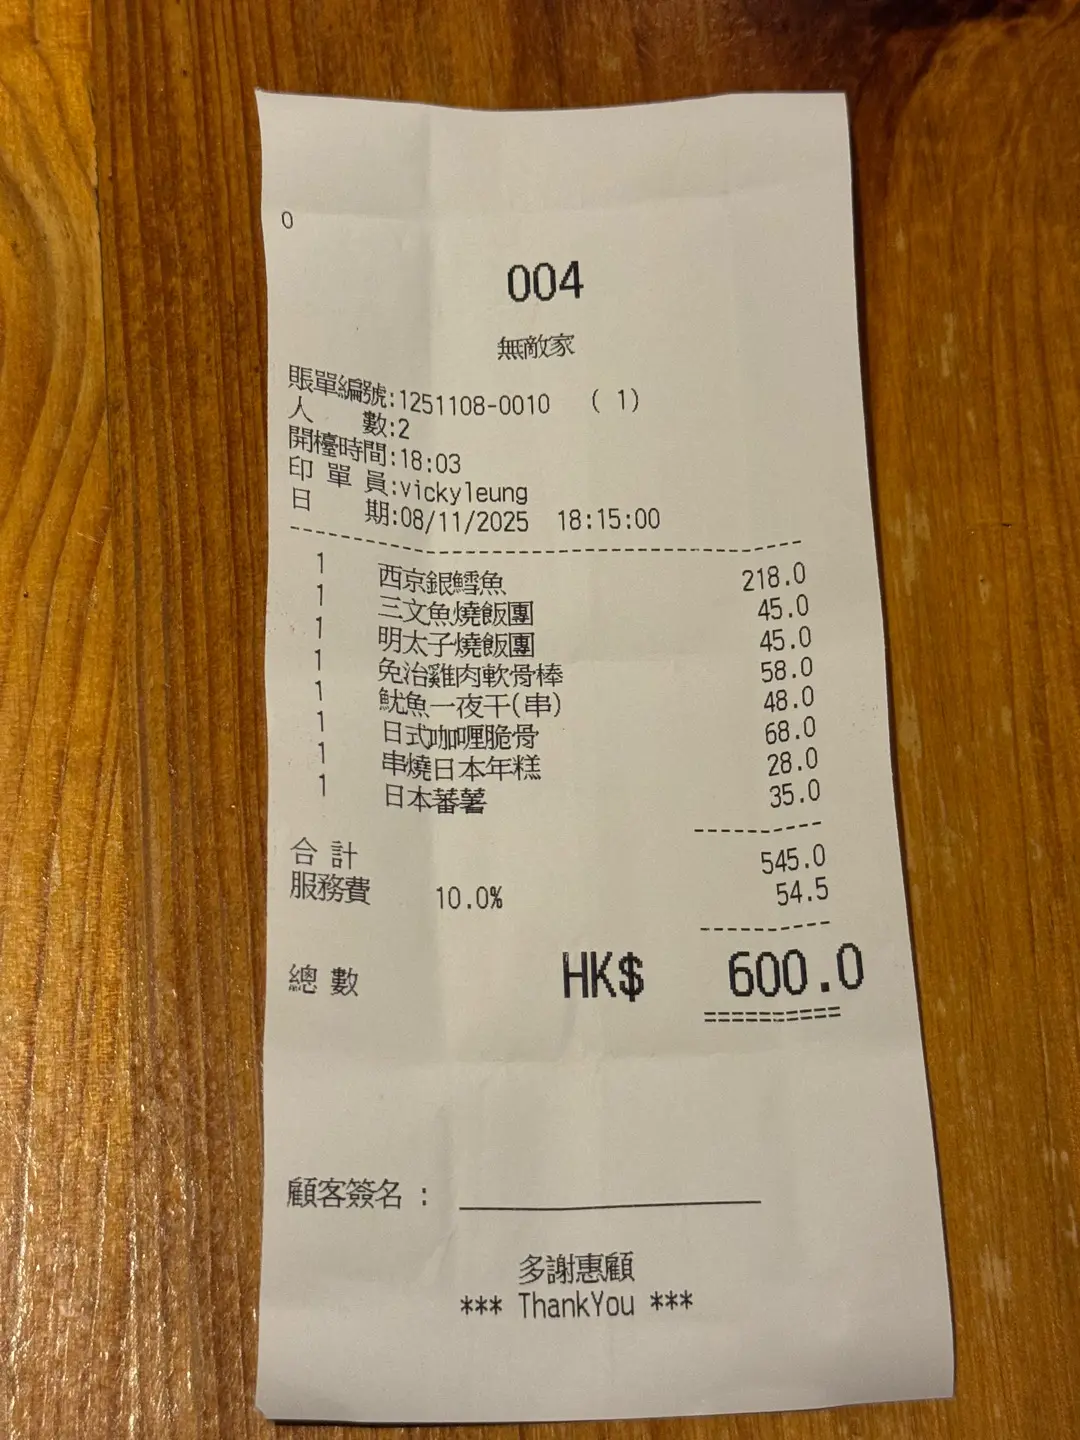 0
004
無敵家
賬單編號:1251108-0010 ( 1)
人 數:2
開檯時間:18:03
印 單 員:vickyleung
日 期:08/11/2025 18:15:00
1 西京銀鱈魚 218.0
1 三文魚燒飯團 45.0
1 明太子燒飯團 45.0
1 免治雞肉軟骨棒 58.0
1 魷魚一夜干(串) 48.0
1 日式咖喱脆骨 68.0
1 串燒日本年糕 28.0
1 日本蕃薯 35.0
合 計 545.0
服務費 10.0% 54.5
總 數 HK$ 600.0
==========
顧客簽名 :
多謝惠顧
*** ThankYou ***